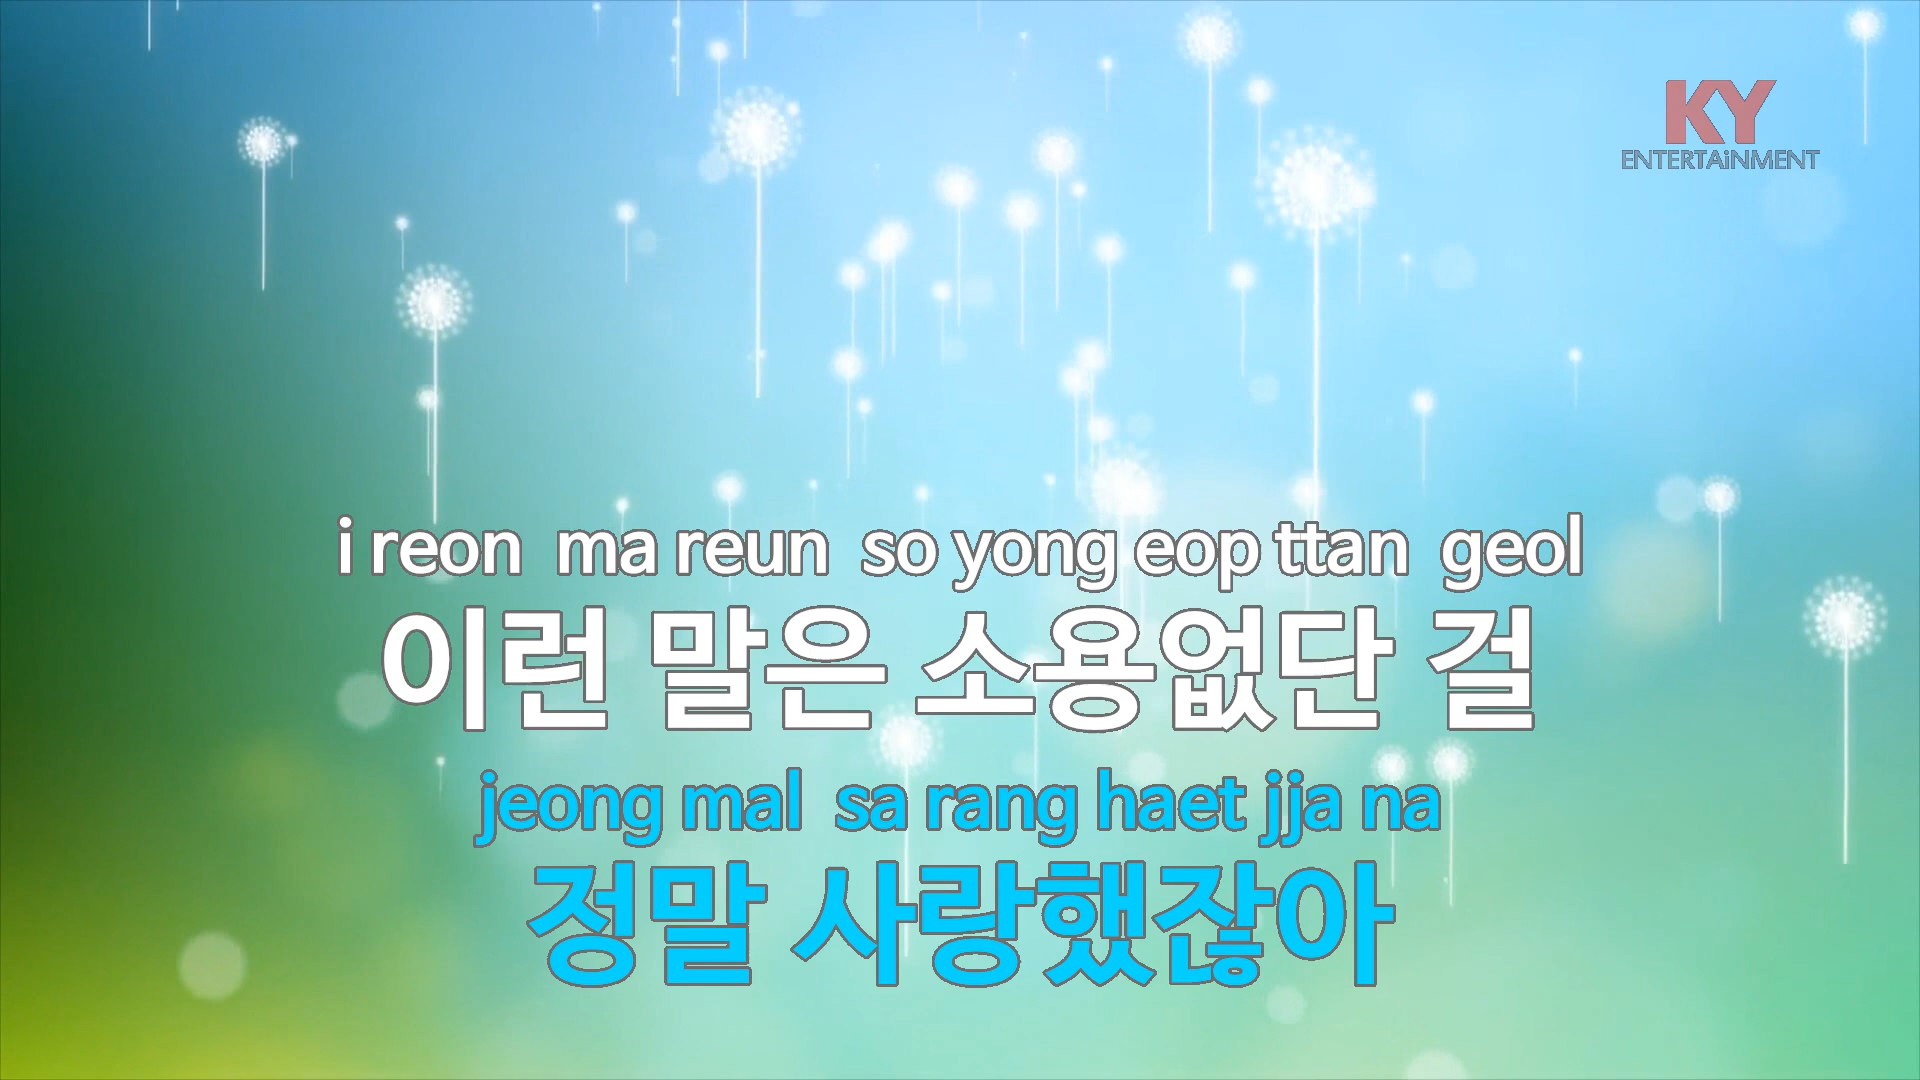 KY
ENTERTAiNMENT
i reon ma reun so yong eop ttan geol
이런 말은 소용없단 걸
jeong mal sa rang haet jja na
정말 사랑했잖아